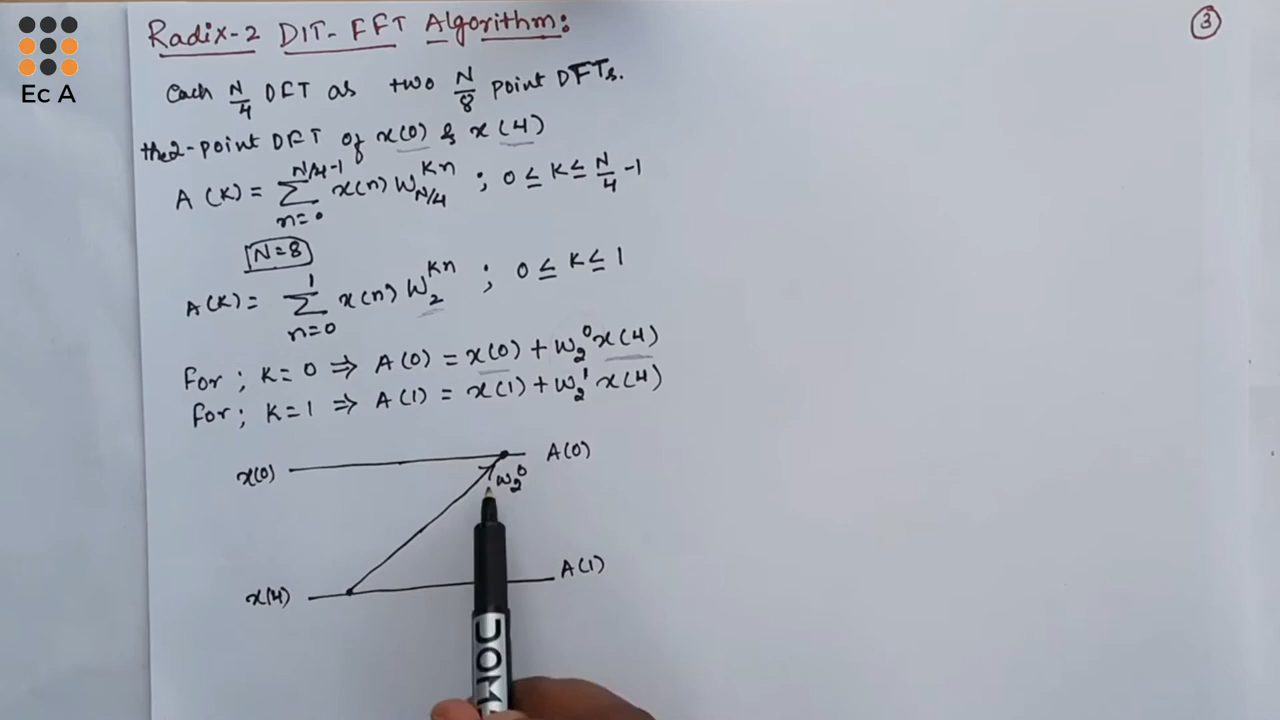 Radix-2 DIT-FFT Algorithm:
3
Ec A
Each N/4 DFT as two N/8 point DFTs.
the 2-point DFT of x(0) & x(4)
A(K) = ∑_{n=0}^{N/4-1} x(n) W_{N/4}^{Kn} ; 0 ≤ K ≤ N/4 -1
N=8
A(K) = ∑_{n=0}^{1} x(n) W_2^{Kn} ; 0 ≤ K ≤ 1
For ; K=0 ⇒ A(0) = x(0) + W_2^0 x(4)
For ; K=1 ⇒ A(1) = x(1) + W_2^1 x(4)
x(0) A(0)
W_2^0
x(4) A(1)
DOM